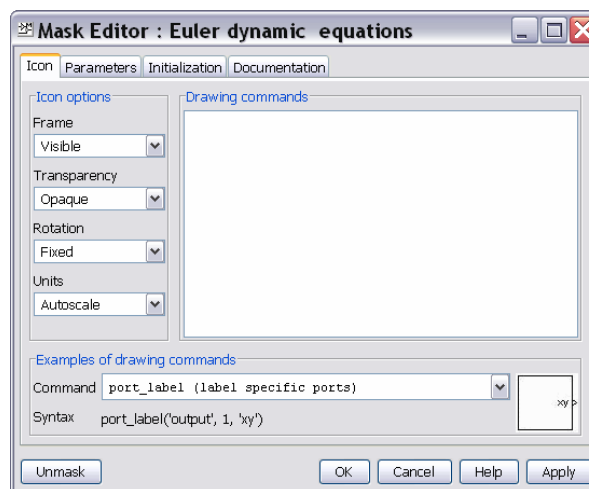 Mask Editor : Euler dynamic equations
Icon Parameters Initialization Documentation
Icon options
Drawing commands
Frame
Visible
Transparency
Opaque
Rotation
Fixed
Units
Autoscale
Examples of drawing commands
Command port_label (label specific ports)
xy
Syntax port_label('output', 1, 'xy')
Unmask OK Cancel Help Apply